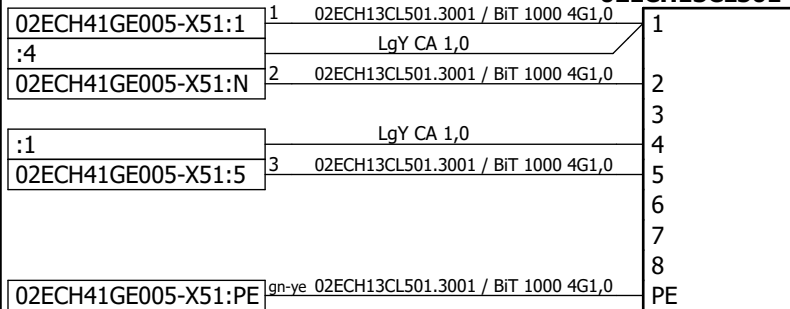 02ECH41GE005-X51:1 1 02ECH13CL501.3001 / BiT 1000 4G1,0 1
:4 LgY CA 1,0
02ECH41GE005-X51:N 2 02ECH13CL501.3001 / BiT 1000 4G1,0 2
3
:1 LgY CA 1,0 4
02ECH41GE005-X51:5 3 02ECH13CL501.3001 / BiT 1000 4G1,0 5
6
7
8
02ECH41GE005-X51:PE gn-ye 02ECH13CL501.3001 / BiT 1000 4G1,0 PE